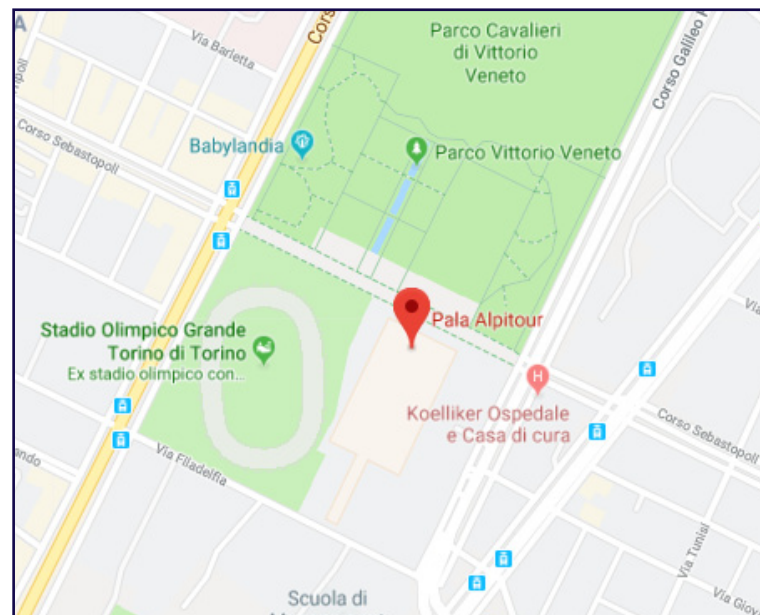 A
Via Barletta
Corso
Parco Cavalieri
di Vittorio
Veneto
Corso Galileo
Corso Sebastopoli
Babylandia
Parco Vittorio Veneto
Stadio Olimpico Grande
Torino di Torino
Ex stadio olimpico con...
Pala Alpitour
H
Koelliker Ospedale
e Casa di cura
Corso Sebastopoli
Via Filadelfia
Via Tunisi
Via Giov
Scuola di